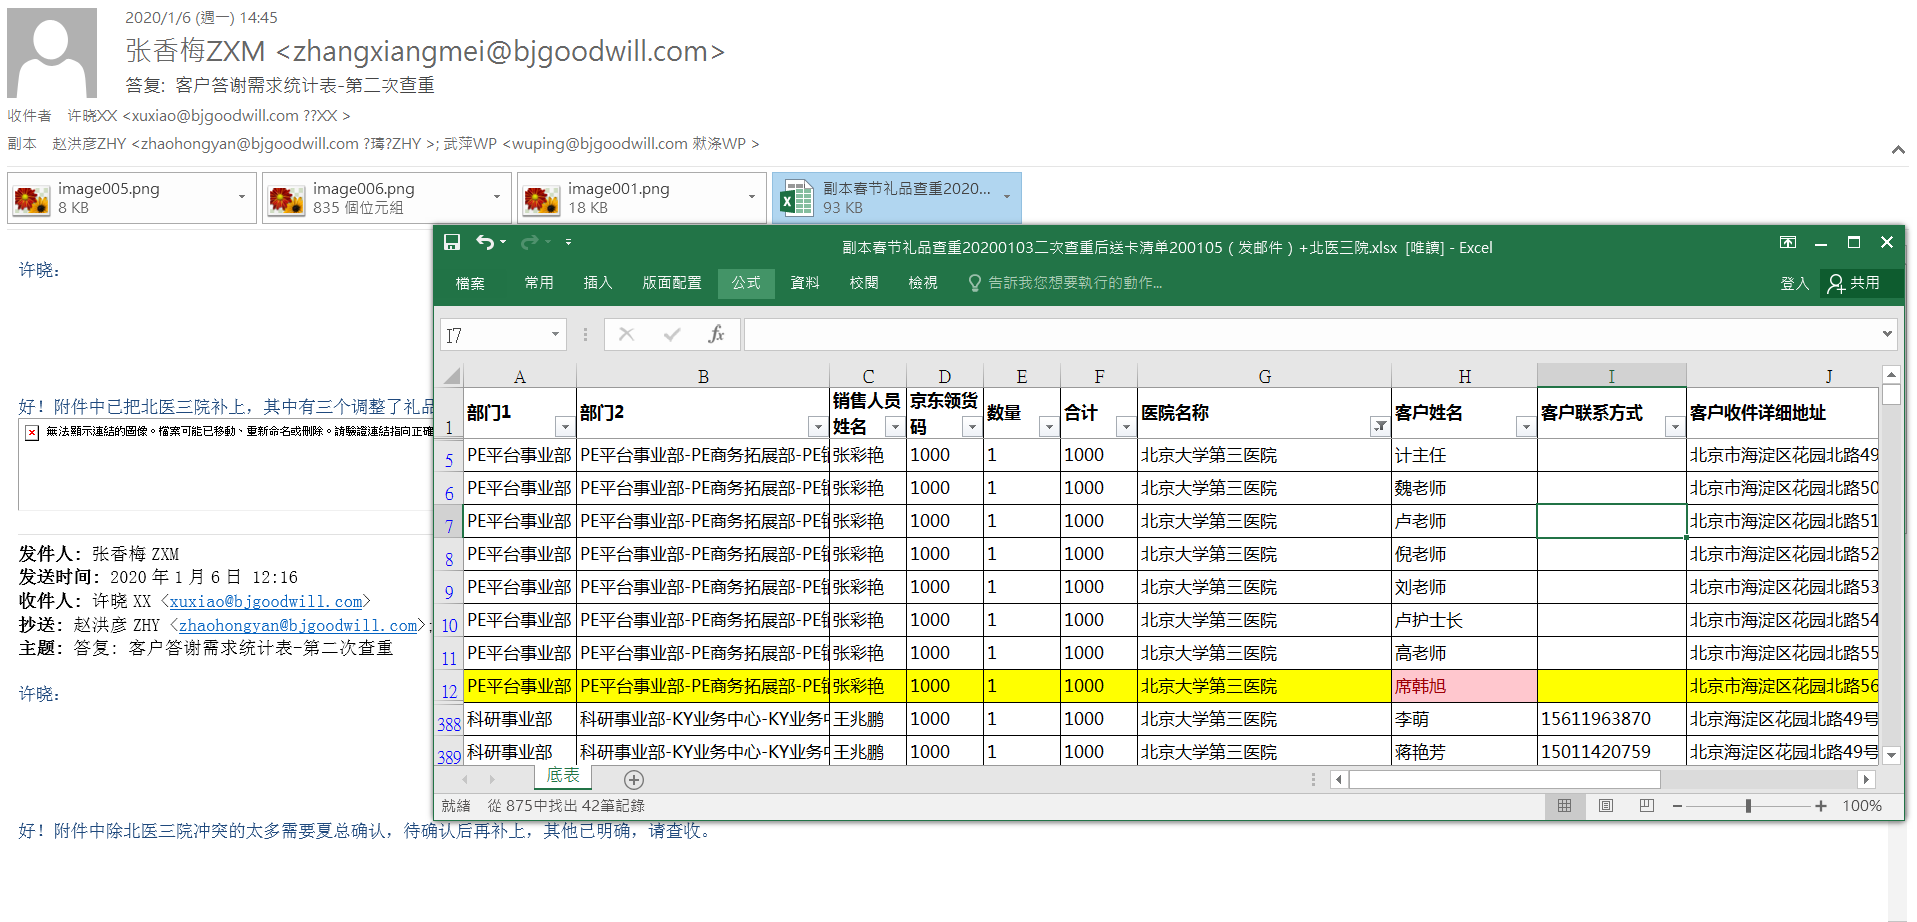 2020/1/6 (週一) 14:45
张香梅ZXM <zhangxiangmei@bjgoodwill.com>
答复: 客户答谢需求统计表-第二次查重
收件者 许晓XX <xuxiao@bjgoodwill.com ??XX >
副本 赵洪彦ZHY <zhaohongyan@bjgoodwill.com ?璹?ZHY >; 武萍WP <wuping@bjgoodwill.com 涤WP >
image005.png
8 KB
image006.png
835 個位元組
image001.png
18 KB
副本春节礼品查重2020...
93 KB
许晓：
好！附件中已把北医三院补上，其中有三个调整了礼品
無法顯示連結的圖像。檔案可能已移動、重新命名或刪除。請驗證連結指向正確
发件人：张香梅 ZXM
发送时间：2020 年 1 月 6 日 12:16
收件人：许晓 XX <xuxiao@bjgoodwill.com>
抄送：赵洪彦 ZHY <zhaohongyan@bjgoodwill.com>;
主题：答复: 客户答谢需求统计表-第二次查重
许晓：
好！附件中除北医三院冲突的太多需要夏总确认，待确认后再补上，其他已明确，请查收。
副本春节礼品查重20200103二次查重后送卡清单200105（发邮件）+北医三院.xlsx [唯讀] - Excel
檔案 常用 插入 版面配置 公式 資料 校閱 檢視 告訴我您想要執行的動作... 登入 共用
I7 fx
A B C D E F G H I J
1 部门1 部门2 销售人员姓名 京东领货码 数量 合计 医院名称 客户姓名 客户联系方式 客户收件详细地址
5 PE平台事业部 PE平台事业部-PE商务拓展部-PE销 张彩艳 1000 1 1000 北京大学第三医院 计主任 北京市海淀区花园北路49
6 PE平台事业部 PE平台事业部-PE商务拓展部-PE销 张彩艳 1000 1 1000 北京大学第三医院 魏老师 北京市海淀区花园北路50
7 PE平台事业部 PE平台事业部-PE商务拓展部-PE销 张彩艳 1000 1 1000 北京大学第三医院 卢老师 北京市海淀区花园北路51
8 PE平台事业部 PE平台事业部-PE商务拓展部-PE销 张彩艳 1000 1 1000 北京大学第三医院 倪老师 北京市海淀区花园北路52
9 PE平台事业部 PE平台事业部-PE商务拓展部-PE销 张彩艳 1000 1 1000 北京大学第三医院 刘老师 北京市海淀区花园北路53
10 PE平台事业部 PE平台事业部-PE商务拓展部-PE销 张彩艳 1000 1 1000 北京大学第三医院 卢护士长 北京市海淀区花园北路54
11 PE平台事业部 PE平台事业部-PE商务拓展部-PE销 张彩艳 1000 1 1000 北京大学第三医院 高老师 北京市海淀区花园北路55
12 PE平台事业部 PE平台事业部-PE商务拓展部-PE销 张彩艳 1000 1 1000 北京大学第三医院 席韩旭 北京市海淀区花园北路56
388 科研事业部 科研事业部-KY业务中心-KY业务中 王兆鹏 1000 1 1000 北京大学第三医院 李萌 15611963870 北京海淀区花园北路49号
389 科研事业部 科研事业部-KY业务中心-KY业务中 王兆鹏 1000 1 1000 北京大学第三医院 蒋艳芳 15011420759 北京海淀区花园北路49号
底表
就緒 從 875中找出 42筆記錄 100%